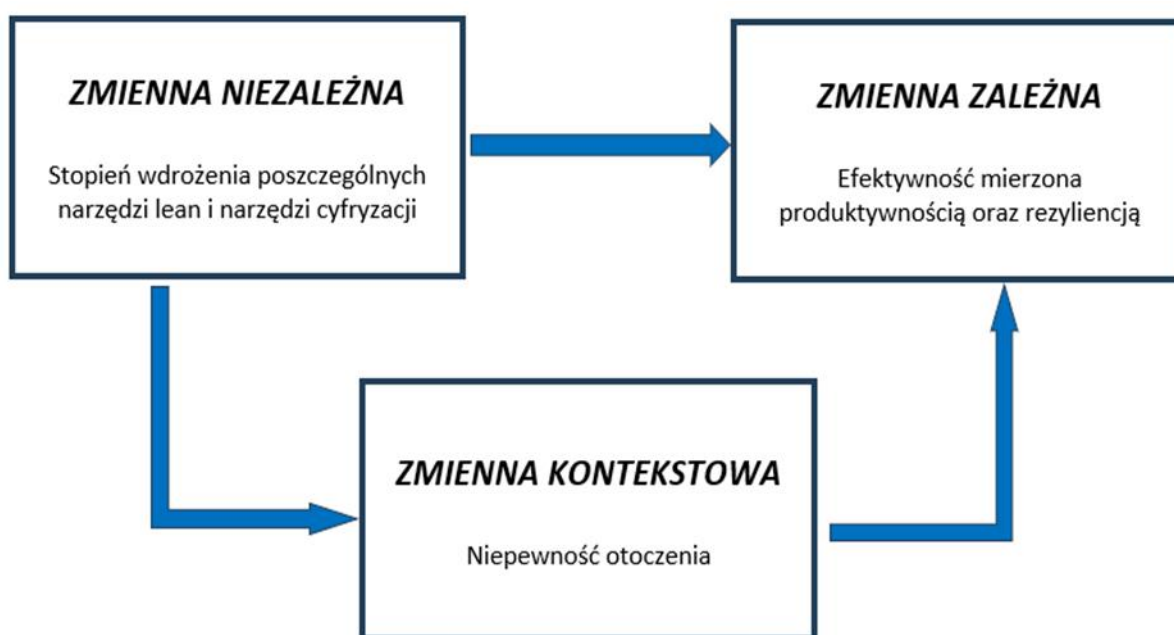 ZMIENNA NIEZALEŻNA
Stopień wdrożenia poszczególnych
narzędzi lean i narzędzi cyfryzacji
ZMIENNA ZALEŻNA
Efektywność mierzona
produktywnością oraz rezyliencją
ZMIENNA KONTEKSTOWA
Niepewność otoczenia